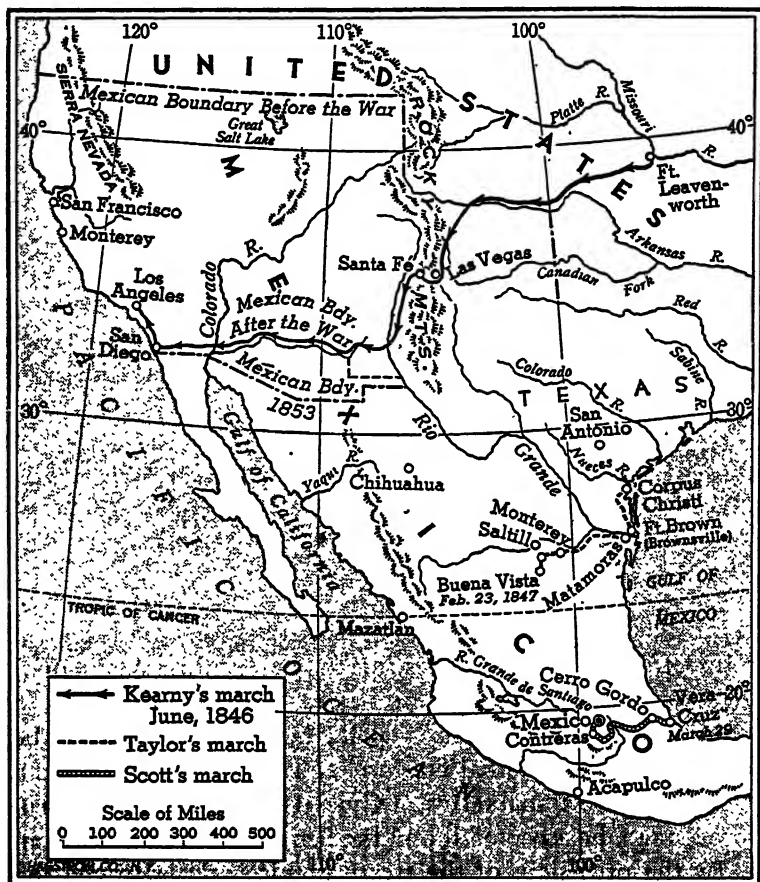 120°
110°
100°
UNITED STATES
Mexican Boundary Before the War
SIERRA NEVADA
Great
Salt Lake
ROCKY MTS.
Platte R.
Missouri R.
40°
40°
Ft.
Leaven-
worth
San Francisco
Monterey
MEXICO
Colorado R.
Santa Fe
Las Vegas
Arkansas R.
Canadian
Fork
Los
Angeles
Mexican Bdy.
After the War
Red R.
San
Diego
Mexican Bdy.
1853
Colorado R.
Sabine R.
TEXAS
30°
30°
San
Antonio
PACIFIC OCEAN
Gulf of California
Rio Grande
Nueces R.
Yaqui R.
Chihuahua
Corpus
Christi
Monterey
Saltillo
Ft. Brown
(Brownsville)
Buena Vista
Feb. 23, 1847
Matamoras
GULF OF
MEXICO
TROPIC OF CANCER
Mazatlan
R. Grande de Santiago
Cerro Gordo
Vera
Cruz
March 29
20°
Mexico
Contreras
Acapulco
Kearny's march
June, 1846
Taylor's march
Scott's march
Scale of Miles
0 100 200 300 400 500
110°
100°